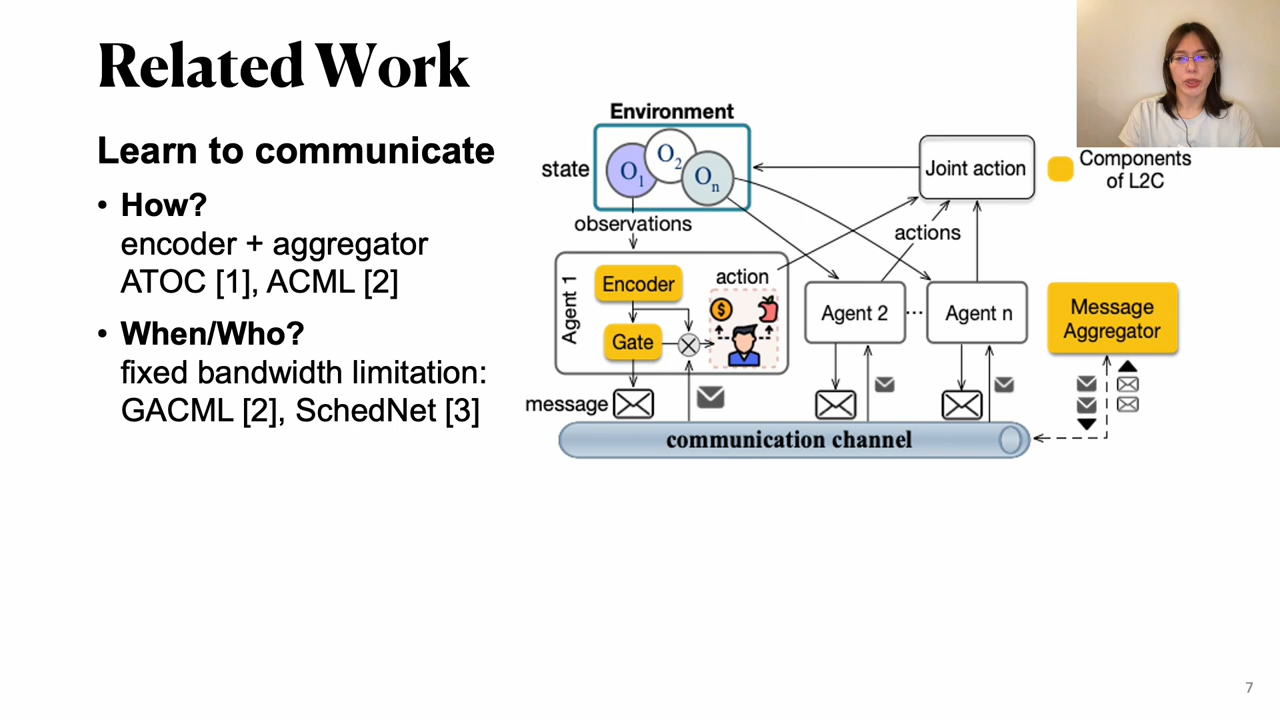 Related Work
Learn to communicate
• How?
encoder + aggregator
ATOC [1], ACML [2]
• When/Who?
fixed bandwidth limitation:
GACML [2], SchedNet [3]
Environment
state
O1
O2
On
observations
Joint action
Components
of L2C
actions
Agent 1
Encoder
Gate
action
$
Agent 2
...
Agent n
Message
Aggregator
message
communication channel
7